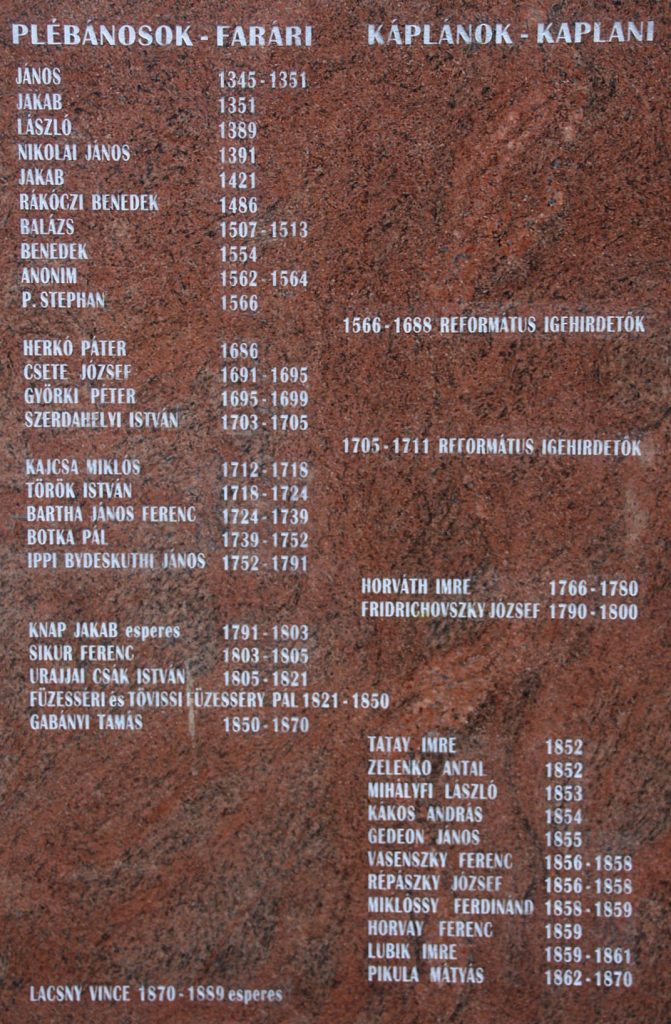 PLÉBÁNOSOK - FARÁRI
JÁNOS 1345 - 1351
JAKAB 1351
LÁSZLÓ 1389
NIKOLAI JÁNOS 1391
JAKAB 1421
RÁKÓCZI BENEDEK 1486
BALÁZS 1507 - 1513
BENEDEK 1554
ANONIM 1562 - 1564
P. STEPHAN 1566
HERKÓ PÁTER 1686
CSETE JÓZSEF 1691 - 1695
GYÖRKI PÉTER 1695 - 1699
SZERDAHELVI ISTVÁN 1703 - 1705
KAJCSA MIKLÓS 1712 - 1718
TÖRÖK ISTVÁN 1718 - 1724
BARTHA JÁNOS FERENC 1724 - 1739
BOTKA PÁL 1739 - 1752
IPPI BYDESKUTHI JÁNOS 1752 - 1791
KNAP JAKAB esperes 1791 - 1803
SIKUR FERENC 1803 - 1805
URAJJAI CSÁK ISTVÁN 1805 - 1821
FÜZESSÉRI és TÖVISSI FÜZESSÉRY PÁL 1821 - 1850
GABÁNYI TAMÁS 1850 - 1870
LACSNY VINCE 1870 - 1889 esperes
KÁPLÁNOK - KAPLANI
1566 - 1688 REFORMÁTUS IGEHIRDETŐK
1705 - 1711 REFORMÁTUS IGEHIRDETŐK
HORVÁTH IMRE 1766 - 1780
FRIDRICHOVSZKY JÓZSEF 1790 - 1800
TATAY IMRE 1852
ZELENKO ANTAL 1852
MIHÁLYFI LÁSZLÓ 1853
KÁKOS ANDRÁS 1854
GEDEON JÁNOS 1855
VASENSZKY FERENC 1856 - 1858
RÉPÁSZKY JÓZSEF 1856 - 1858
MIKLÓSSY FERDINÁND 1858 - 1859
HORVAY FERENC 1859
LUBIK IMRE 1859 - 1861
PIKULA MÁTYÁS 1862 - 1870